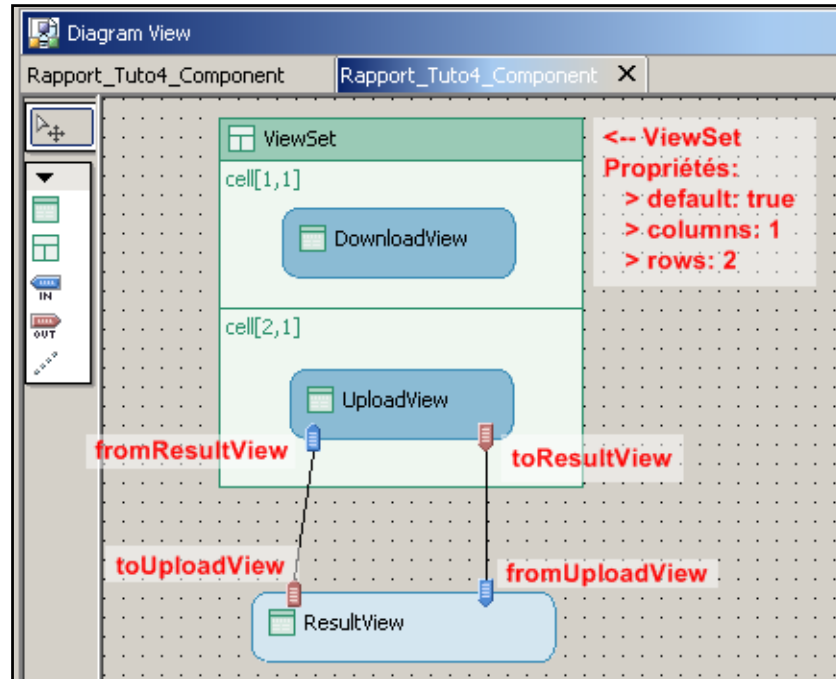 Diagram View
Rapport_Tuto4_Component
Rapport_Tuto4_Component
ViewSet
<-- ViewSet
Propriétés:
> default: true
> columns: 1
> rows: 2
cell[1,1]
DownloadView
IN
OUT
cell[2,1]
UploadView
fromResultView
toResultView
toUploadView
fromUploadView
ResultView